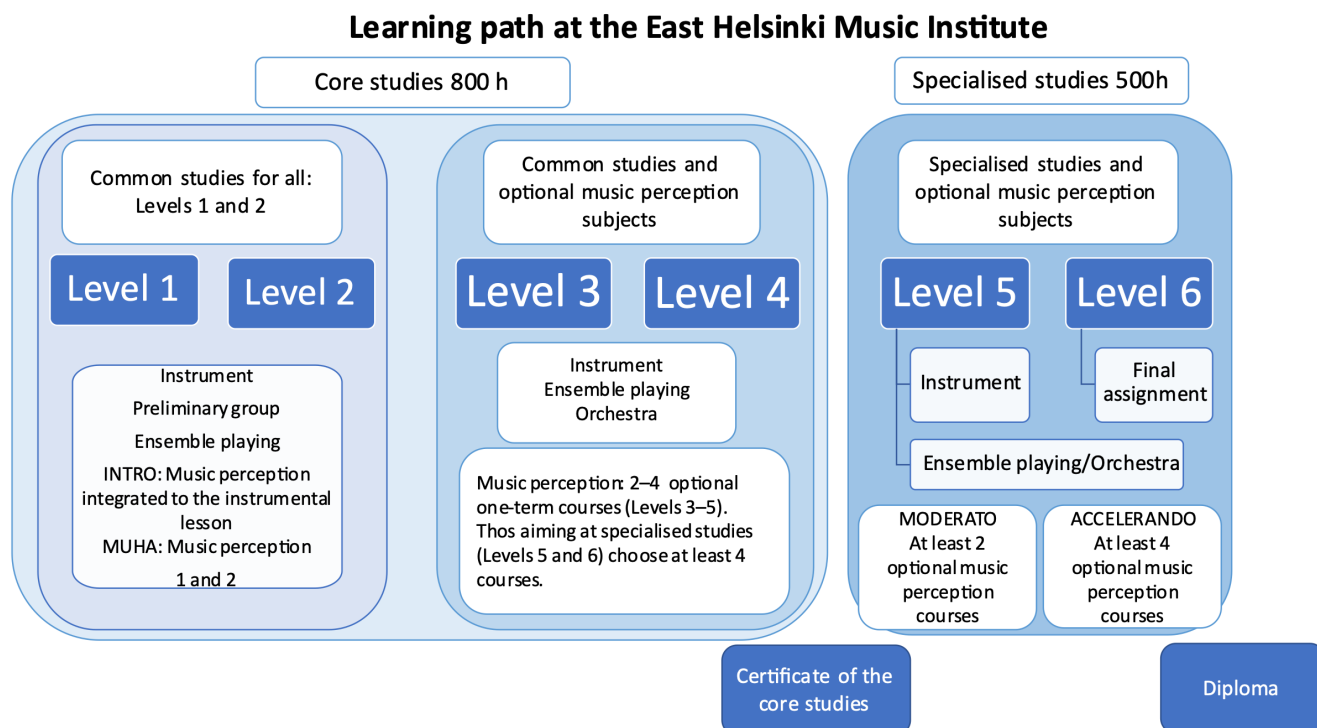 Learning path at the East Helsinki Music Institute
Core studies 800 h
Specialised studies 500h
Common studies for all:
Levels 1 and 2
Level 1
Level 2
Instrument
Preliminary group
Ensemble playing
INTRO: Music perception
integrated to the instrumental
lesson
MUHA: Music perception
1 and 2
Common studies and
optional music perception
subjects
Level 3
Level 4
Instrument
Ensemble playing
Orchestra
Music perception: 2–4 optional
one-term courses (Levels 3–5).
Thos aiming at specialised studies
(Levels 5 and 6) choose at least 4
courses.
Specialised studies and
optional music perception
subjects
Level 5
Level 6
Instrument
Final
assignment
Ensemble playing/Orchestra
MODERATO
At least 2
optional music
perception
courses
ACCELERANDO
At least 4
optional music
perception
courses
Certificate of the
core studies
Diploma